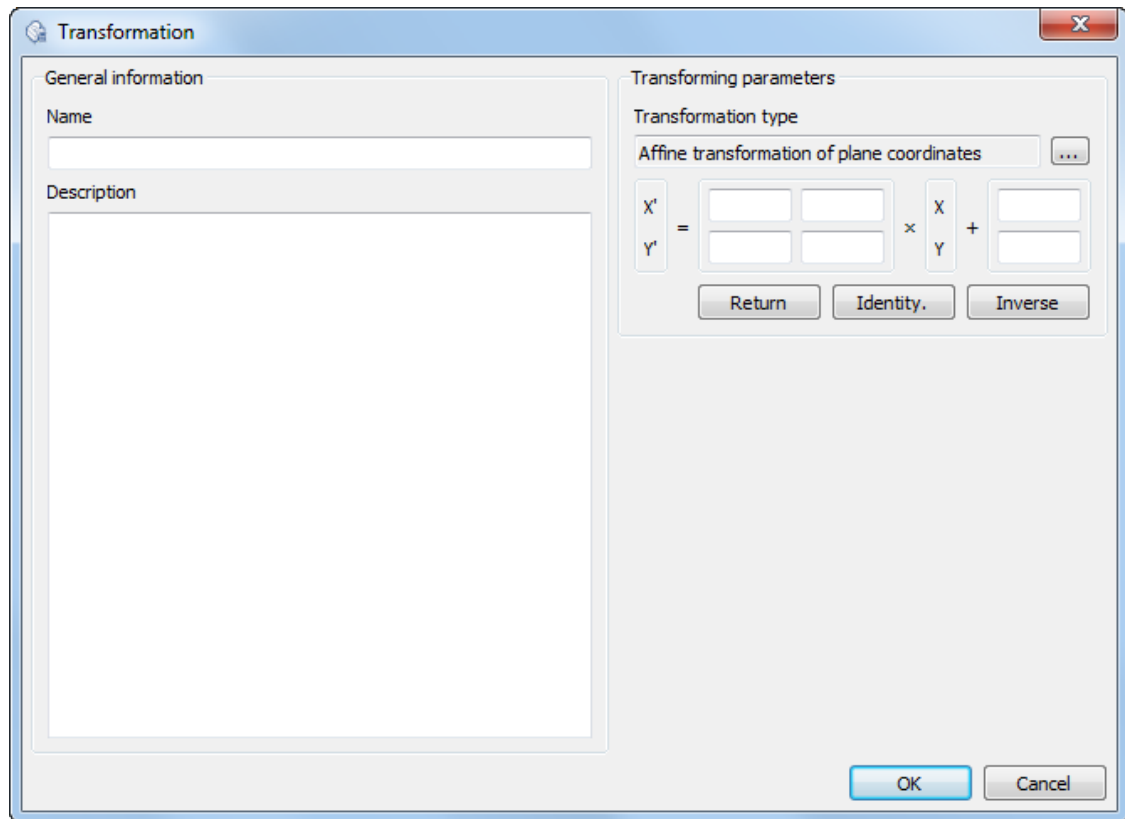 Transformation
General information
Name
Description
Transforming parameters
Transformation type
Affine transformation of plane coordinates ...
X' = × X +
Y' Y
Return Identity. Inverse
OK Cancel